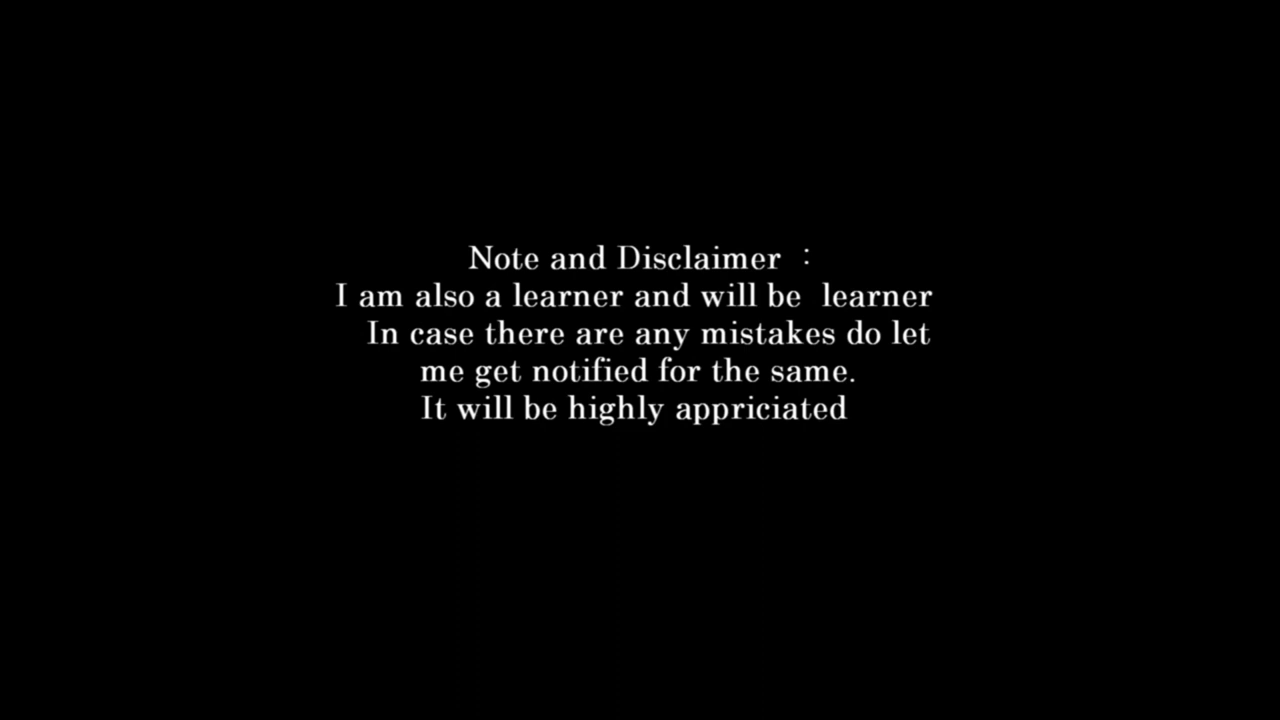 Note and Disclaimer :
I am also a learner and will be learner
In case there are any mistakes do let
me get notified for the same.
It will be highly appriciated